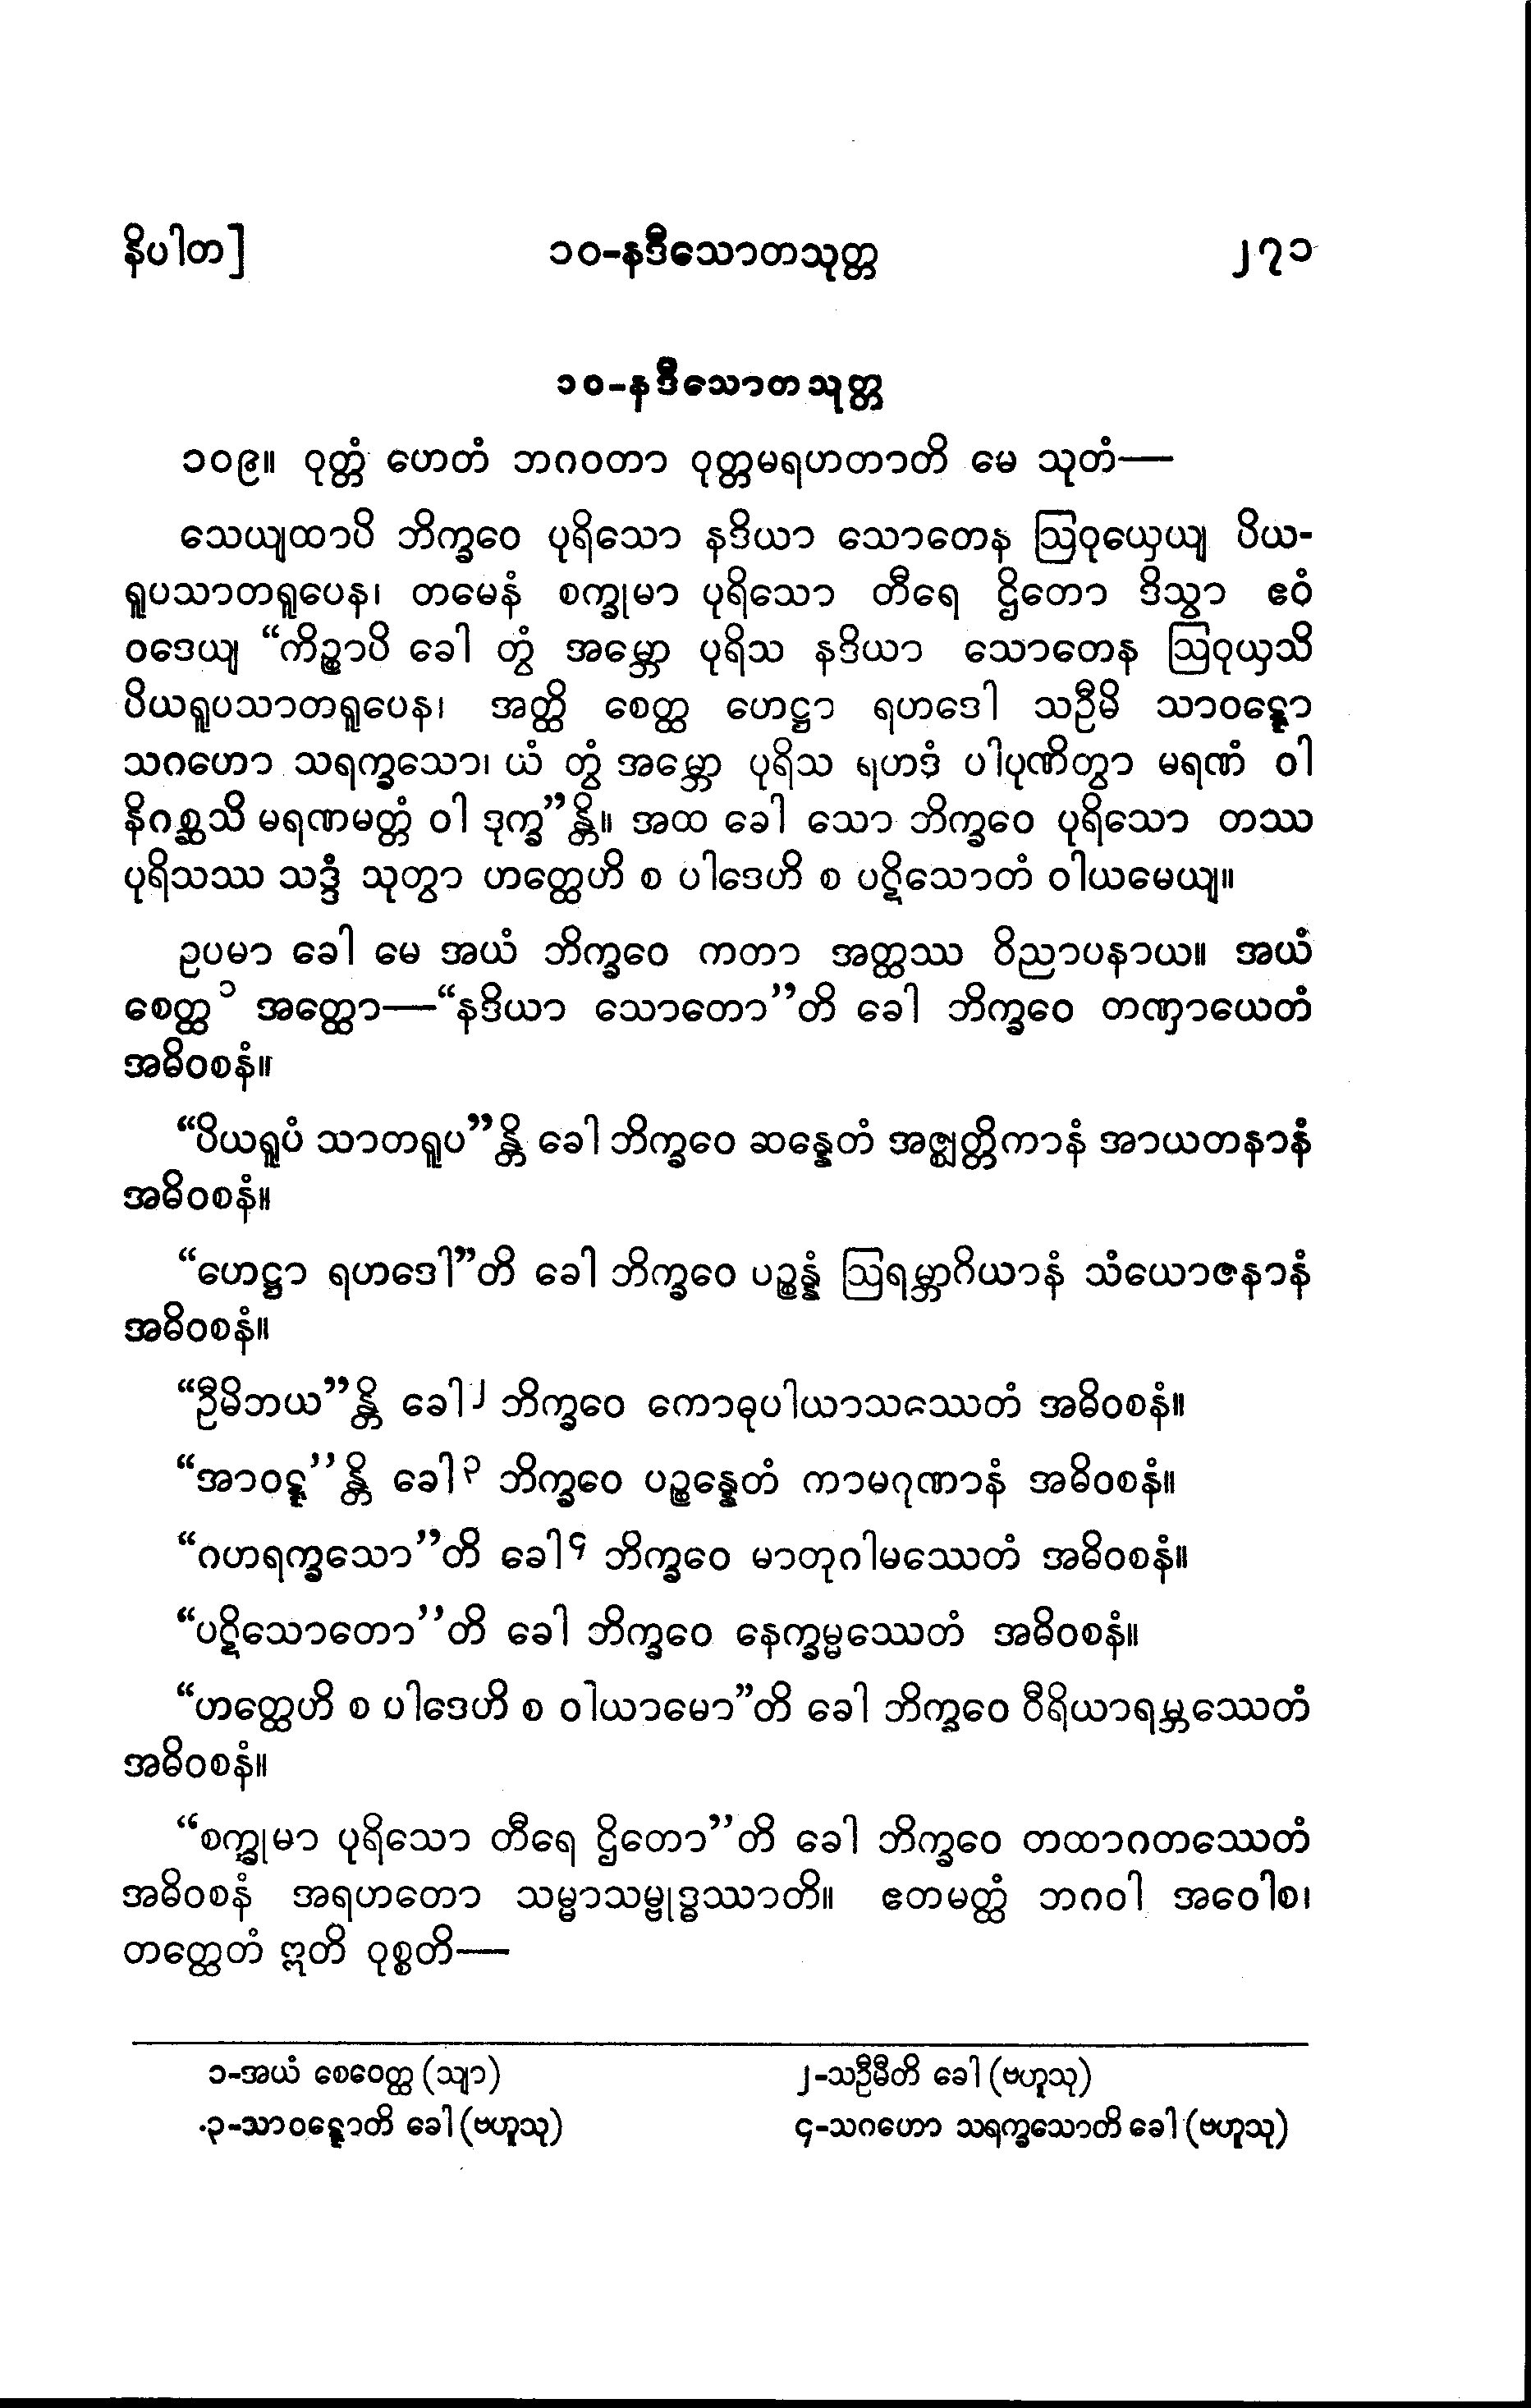 နိပါတ] ၁၀-နဒီသောတသုတ္တ ၂၇၁
၁၀-နဒီသောတသုတ္တ
၁၀၉။ ဝုတ္တံ ဟေတံ ဘဂဝတာ ဝုတ္တမရဟတာတိ မေ သုတံ—
သေယျထာပိ ဘိက္ခဝေ ပုရိသော နဒိယာ သောတေန ဩဝုယှေယျ ပိယ-
ရူပသာတရူပေန၊ တမေနံ စက္ခုမာ ပုရိသော တီရေ ဌိတော ဒိသွာ ဧဝံ
ဝဒေယျ “ကိဉ္စာပိ ခေါ တွံ အမ္ဘော ပုရိသ နဒိယာ သောတေန ဩဝုယှသိ
ပိယရူပသာတရူပေန၊ အတ္ထိ စေတ္ထ ဟေဋ္ဌာ ရဟဒေါ သဦမိ သာဝဋ္ဋော
သဂဟော သရက္ခသော၊ ယံ တွံ အမ္ဘော ပုရိသ ရဟဒံ ပါပုဏိတွာ မရဏံ ဝါ
နိဂစ္ဆသိ မရဏမတ္တံ ဝါ ဒုက္ခ”န္တိ။ အထ ခေါ သော ဘိက္ခဝေ ပုရိသော တဿ
ပုရိသဿ သဒ္ဒံ သုတွာ ဟတ္ထေဟိ စ ပါဒေဟိ စ ပဋိသောတံ ဝါယမေယျ။
ဥပမာ ခေါ မေ အယံ ဘိက္ခဝေ ကတာ အတ္ထဿ ဝိညာပနာယ။ အယံ
စေတ္ထ ၁ အတ္ထော—“နဒိယာ သောတော”တိ ခေါ ဘိက္ခဝေ တဏှာယေတံ
အဓိဝစနံ။
“ပိယရူပံ သာတရူပ”န္တိ ခေါ ဘိက္ခဝေ ဆန္နေတံ အဇ္ဈတ္တိကာနံ အာယတနာနံ
အဓိဝစနံ။
“ဟေဋ္ဌာ ရဟဒေါ”တိ ခေါ ဘိက္ခဝေ ပဉ္စန္နံ ဩရမ္ဘာဂိယာနံ သံယောဇနာနံ
အဓိဝစနံ။
“ဦမိဘယ”န္တိ ခေါ ၂ ဘိက္ခဝေ ကောဓုပါယာသဿေတံ အဓိဝစနံ။
“အာဝဋ္ဋ”န္တိ ခေါ ၃ ဘိက္ခဝေ ပဉ္စန္နေတံ ကာမဂုဏာနံ အဓိဝစနံ။
“ဂဟရက္ခသော”တိ ခေါ ၄ ဘိက္ခဝေ မာတုဂါမဿေတံ အဓိဝစနံ။
“ပဋိသောတော”တိ ခေါ ဘိက္ခဝေ နေက္ခမ္မဿေတံ အဓိဝစနံ။
“ဟတ္ထေဟိ စ ပါဒေဟိ စ ဝါယာမော”တိ ခေါ ဘိက္ခဝေ ဝီရိယာရမ္ဘဿေတံ
အဓိဝစနံ။
“စက္ခုမာ ပုရိသော တီရေ ဌိတော”တိ ခေါ ဘိက္ခဝေ တထာဂတဿေတံ
အဓိဝစနံ အရဟတော သမ္မာသမ္ဗုဒ္ဓဿာတိ။ ဧတမတ္ထံ ဘဂဝါ အဝေါစ၊
တတ္ထေတံ ဣတိ ဝုစ္စတိ—
၁-အယံ စေဝေတ္ထ (သျာ) ၂-သဦမီတိ ခေါ (ဗဟူသု)
၃-သာဝဋ္ဋောတိ ခေါ (ဗဟူသု) ၄-သဂဟော သရက္ခသောတိ ခေါ (ဗဟူသု)